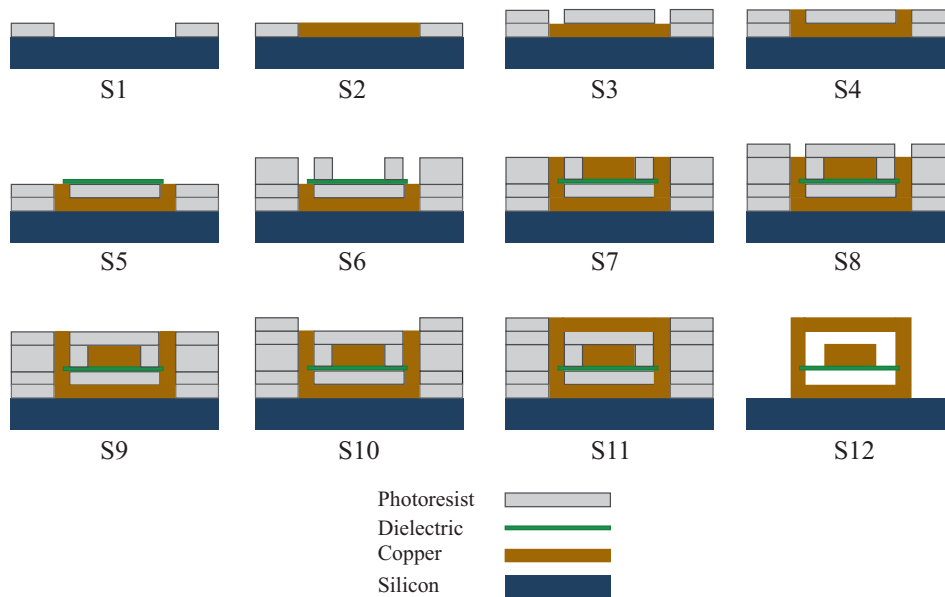 S1
S2
S3
S4
S5
S6
S7
S8
S9
S10
S11
S12
Photoresist
Dielectric
Copper
Silicon